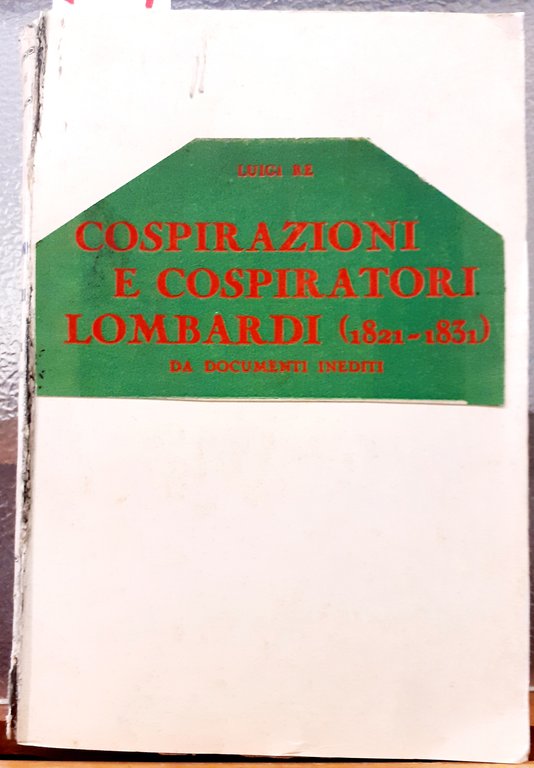 LUIGI RE
COSPIRAZIONI
E COSPIRATORI
LOMBARDI (1821-1831)
DA DOCUMENTI INEDITI